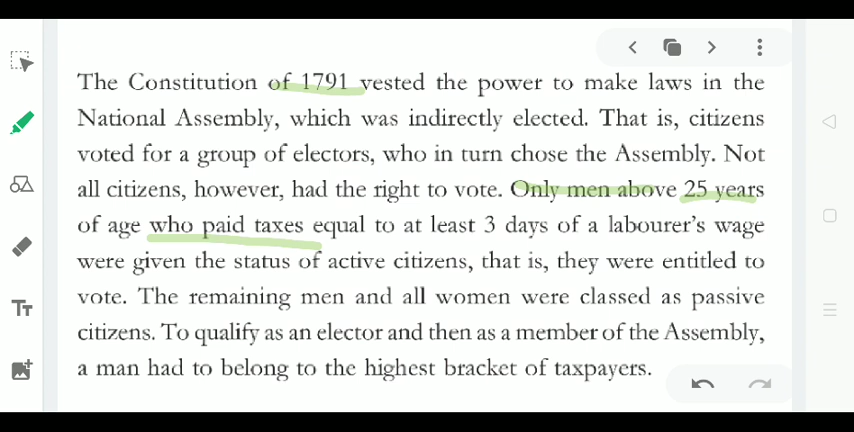 The Constitution of 1791 vested the power to make laws in the
National Assembly, which was indirectly elected. That is, citizens
voted for a group of electors, who in turn chose the Assembly. Not
all citizens, however, had the right to vote. Only men above 25 years
of age who paid taxes equal to at least 3 days of a labourer's wage
were given the status of active citizens, that is, they were entitled to
vote. The remaining men and all women were classed as passive
citizens. To qualify as an elector and then as a member of the Assembly,
a man had to belong to the highest bracket of taxpayers.
TT